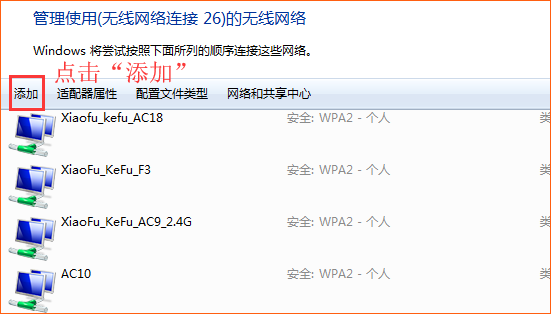 管理使用(无线网络连接 26)的无线网络
Windows 将尝试按照下面所列的顺序连接这些网络。
点击“添加”
添加 适配器属性 配置文件类型 网络和共享中心
Xiaofu_kefu_AC18 安全: WPA2 - 个人 类
XiaoFu_KeFu_F3 安全: WPA2 - 个人 类
XiaoFu_KeFu_AC9_2.4G 安全: WPA2 - 个人 类
AC10 安全: WPA2 - 个人 类